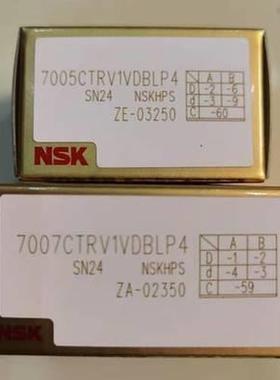 7005CTRV1VDBLP4
SN24 NSKHPS
ZE-03250
A B
D -2 -6
d -3 -9
C -60
NSK
7007CTRV1VDBLP4
SN24 NSKHPS
ZA-02350
A B
D -1 -2
d -4 -3
C -59
NSK